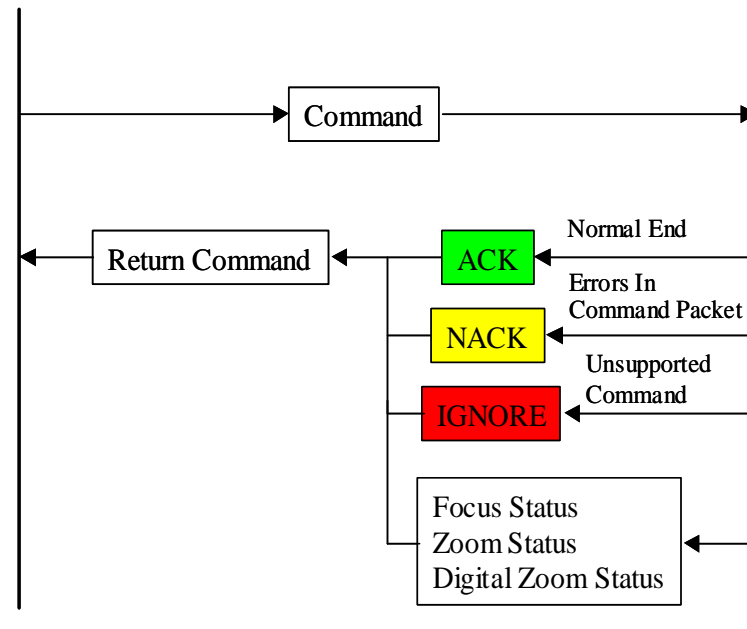 Command
Normal End
Return Command
ACK
Errors In
Command Packet
NACK
Unsupported
Command
IGNORE
Focus Status
Zoom Status
Digital Zoom Status